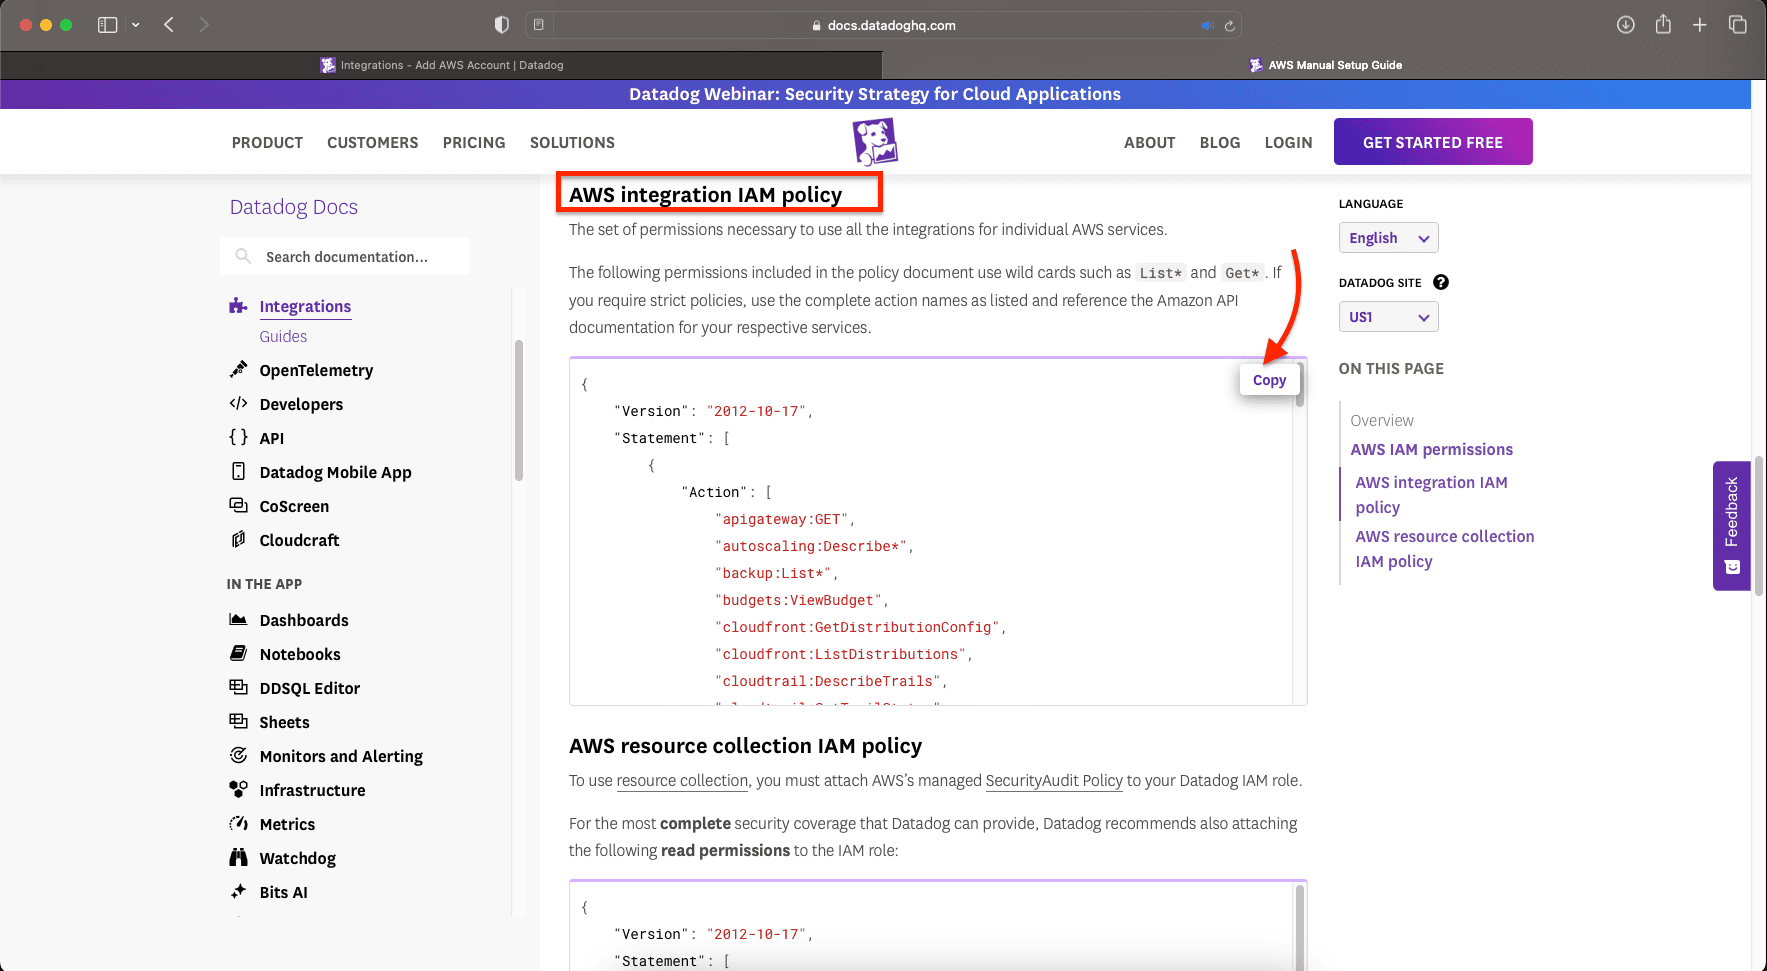 docs.datadoghq.com
Integrations - Add AWS Account | Datadog
AWS Manual Setup Guide
Datadog Webinar: Security Strategy for Cloud Applications
PRODUCT
CUSTOMERS
PRICING
SOLUTIONS
ABOUT
BLOG
LOGIN
GET STARTED FREE
Datadog Docs
Search documentation...
Integrations
Guides
OpenTelemetry
Developers
API
Datadog Mobile App
CoScreen
Cloudcraft
IN THE APP
Dashboards
Notebooks
DDSQL Editor
Sheets
Monitors and Alerting
Infrastructure
Metrics
Watchdog
Bits AI
AWS integration IAM policy
The set of permissions necessary to use all the integrations for individual AWS services.
The following permissions included in the policy document use wild cards such as List* and Get*. If
you require strict policies, use the complete action names as listed and reference the Amazon API
documentation for your respective services.
Copy
{
"Version": "2012-10-17",
"Statement": [
{
"Action": [
"apigateway:GET",
"autoscaling:Describe*",
"backup:List*",
"budgets:ViewBudget",
"cloudfront:GetDistributionConfig",
"cloudfront:ListDistributions",
"cloudtrail:DescribeTrails",
AWS resource collection IAM policy
To use resource collection, you must attach AWS's managed SecurityAudit Policy to your Datadog IAM role.
For the most complete security coverage that Datadog can provide, Datadog recommends also attaching
the following read permissions to the IAM role:
{
"Version": "2012-10-17",
"Statement": [
LANGUAGE
English
DATADOG SITE ?
US1
ON THIS PAGE
Overview
AWS IAM permissions
AWS integration IAM
policy
AWS resource collection
IAM policy
Feedback